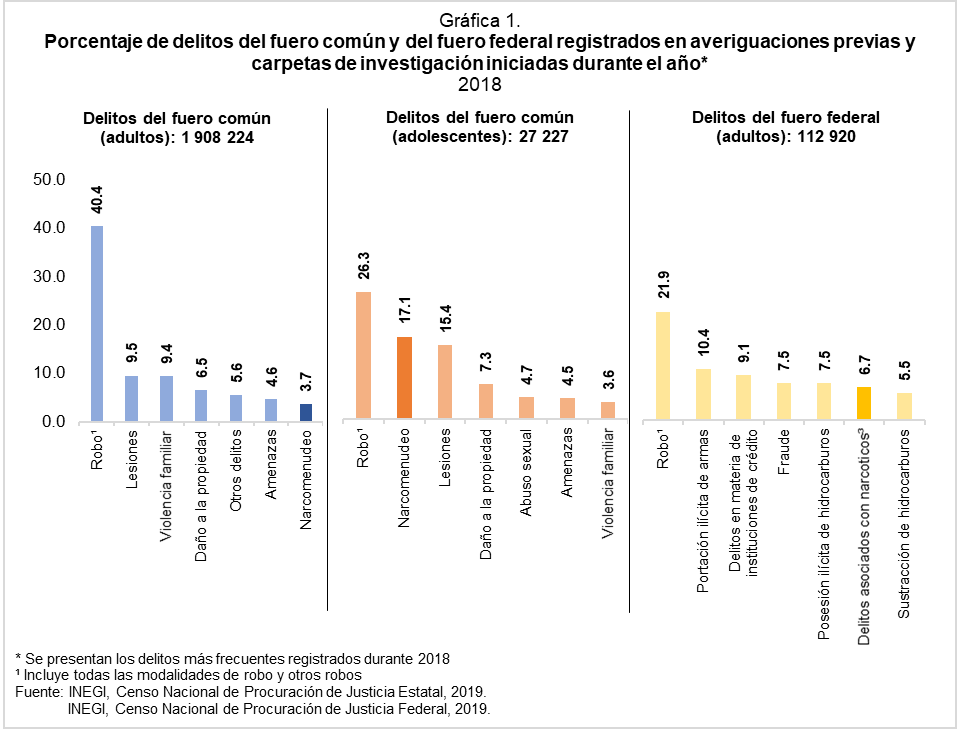 Gráfica 1.
Porcentaje de delitos del fuero común y del fuero federal registrados en averiguaciones previas y
carpetas de investigación iniciadas durante el año*
2018
Delitos del fuero común
(adultos): 1 908 224
50.0
40.0
30.0
20.0
10.0
0.0
40.4
9.5
9.4
6.5
5.6
4.6
3.7
Robo¹
Lesiones
Violencia familiar
Daño a la propiedad
Otros delitos
Amenazas
Narcomenudeo
Delitos del fuero común
(adolescentes): 27 227
26.3
17.1
15.4
7.3
4.7
4.5
3.6
Robo¹
Narcomenudeo
Lesiones
Daño a la propiedad
Abuso sexual
Amenazas
Violencia familiar
Delitos del fuero federal
(adultos): 112 920
21.9
10.4
9.1
7.5
7.5
6.7
5.5
Robo¹
Portación ilícita de armas
Delitos en materia de
instituciones de crédito
Fraude
Posesión ilícita de hidrocarburos
Delitos asociados con narcoticos³
Sustracción de hidrocarburos
* Se presentan los delitos más frecuentes registrados durante 2018
¹ Incluye todas las modalidades de robo y otros robos
Fuente: INEGI, Censo Nacional de Procuración de Justicia Estatal, 2019.
INEGI, Censo Nacional de Procuración de Justicia Federal, 2019.